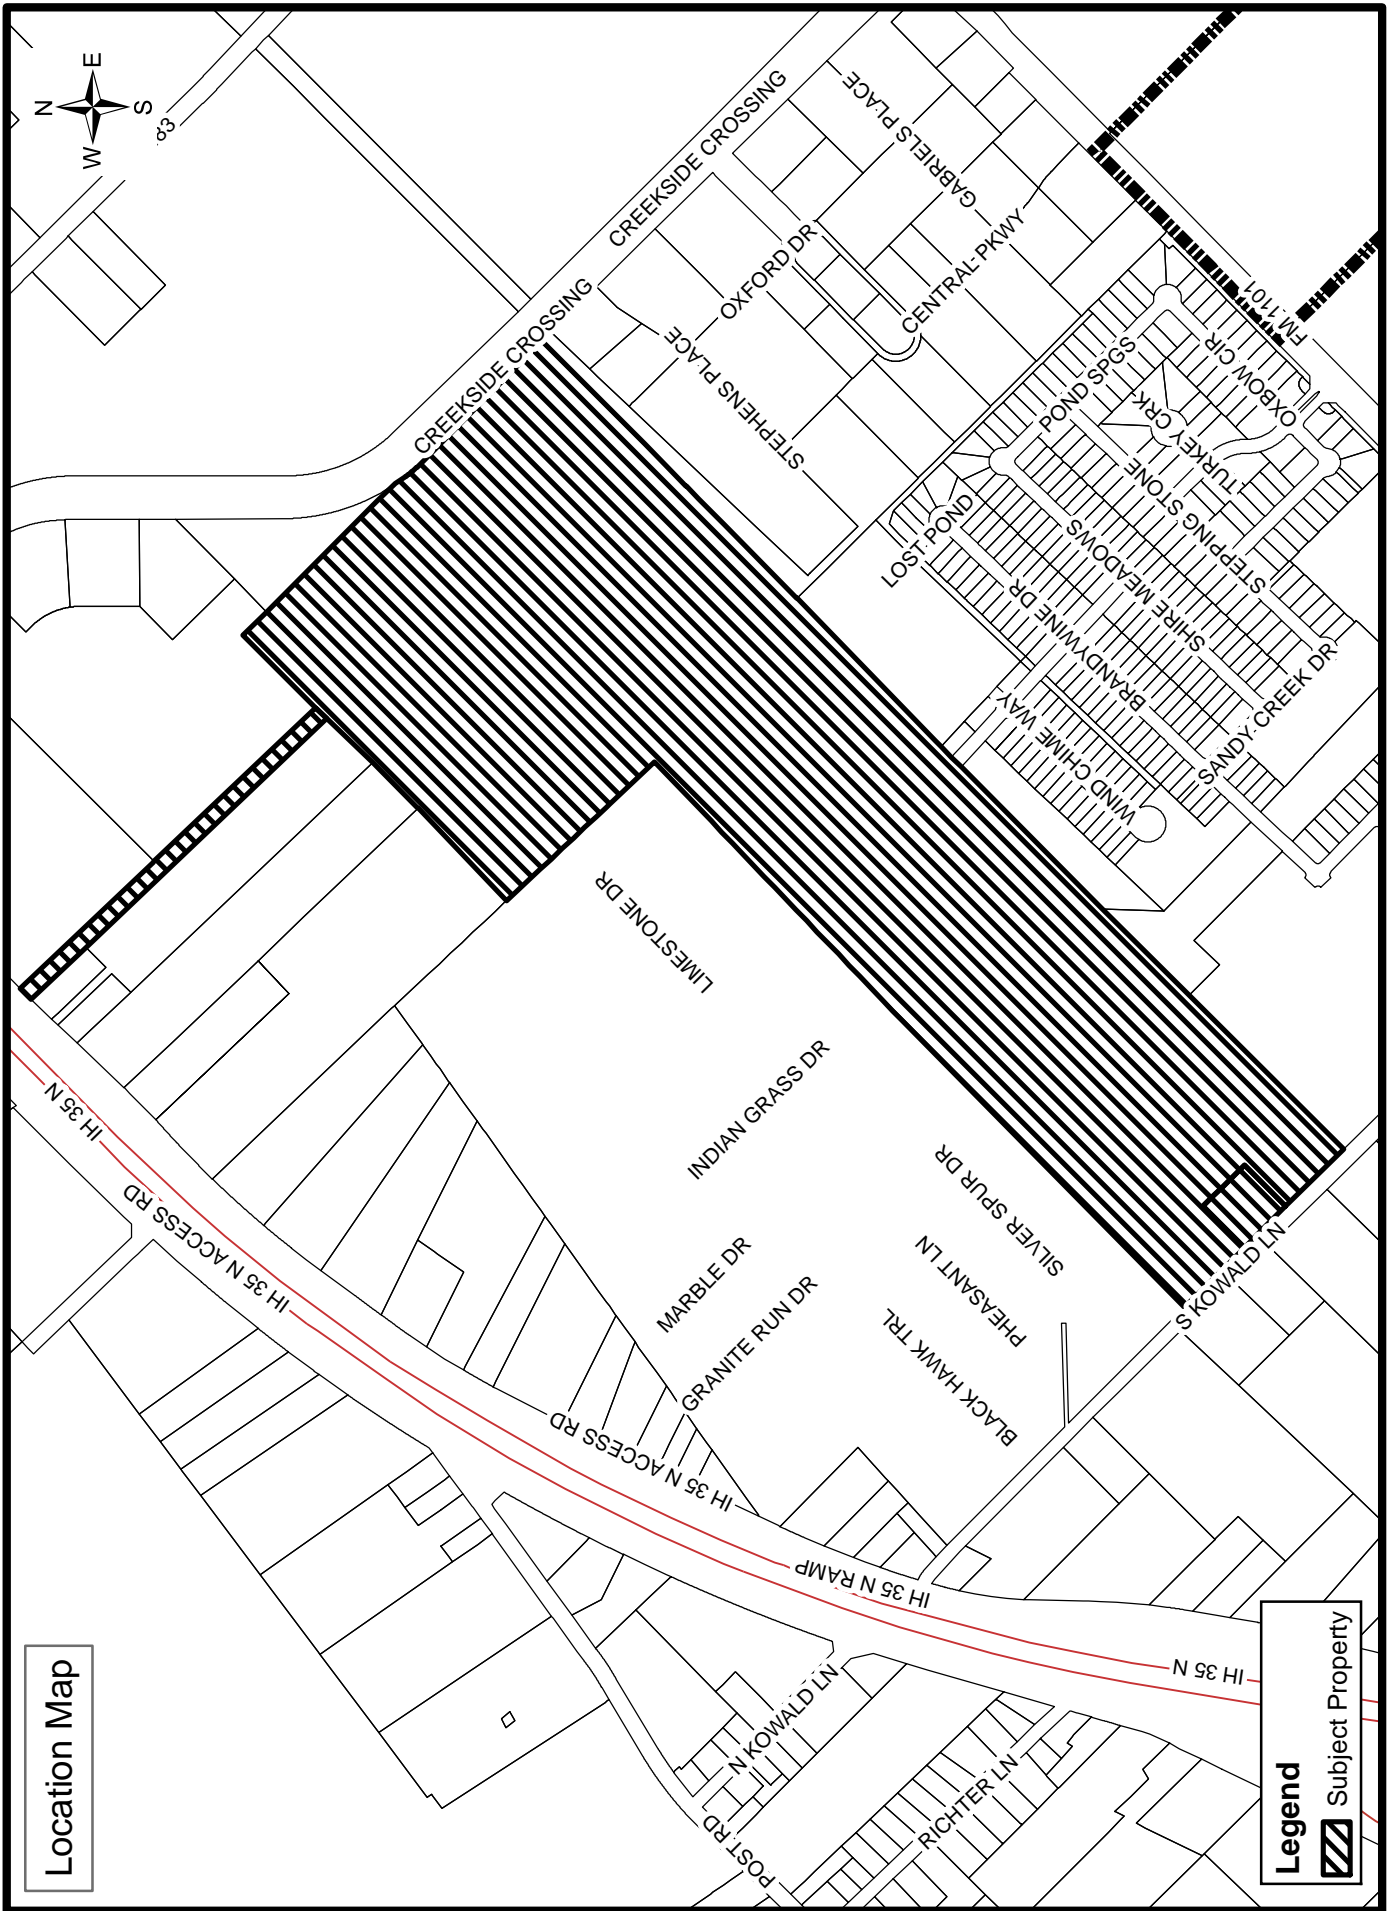 Location Map
N
E
S
W
83
CREEKSIDE CROSSING
CREEKSIDE CROSSING
GABRIELS PLACE
OXFORD DR
CENTRAL PKWY
STEPHENS PLACE
FM 1101
OXBOW CIR
POND SPGS
TURKEY CRK
STEPPING STONE
SHIRE MEADOWS
LOST POND
BRANDYWINE DR
SANDY CREEK DR
WIND CHIME WAY
LIMESTONE DR
INDIAN GRASS DR
SILVER SPUR DR
PHEASANT LN
BLACK HAWK TRL
MARBLE DR
GRANITE RUN DR
S KOWALD LN
IH 35 N
IH 35 N ACCESS RD
IH 35 N ACCESS RD
IH 35 N RAMP
IH 35 N
N KOWALD LN
RICHTER LN
POST RD
Legend
Subject Property